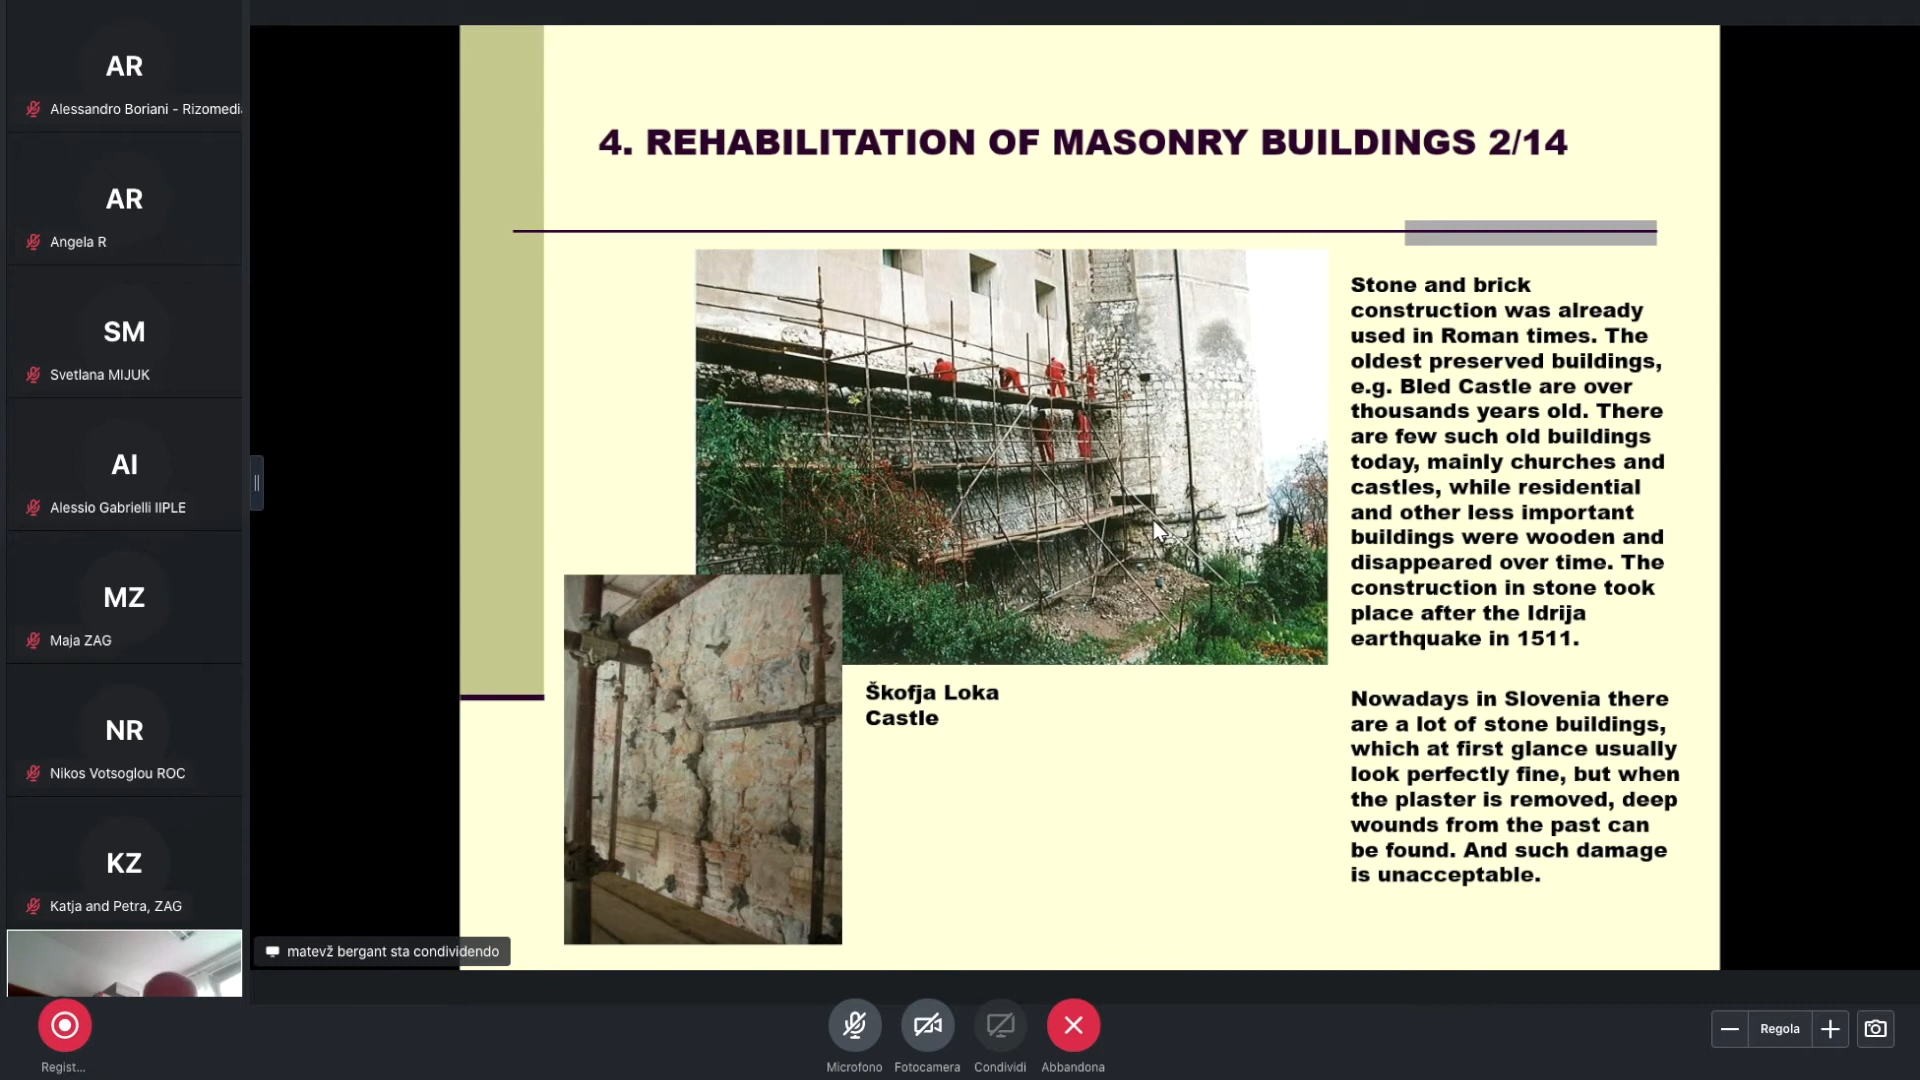 AR
Alessandro Boriani - Rizomedia
AR
Angela R
SM
Svetlana MIJUK
AI
Alessio Gabrielli IIPLE
MZ
Maja ZAG
NR
Nikos Votsoglou ROC
KZ
Katja and Petra, ZAG
4. REHABILITATION OF MASONRY BUILDINGS 2/14
Stone and brick
construction was already
used in Roman times. The
oldest preserved buildings,
e.g. Bled Castle are over
thousands years old. There
are few such old buildings
today, mainly churches and
castles, while residential
and other less important
buildings were wooden and
disappeared over time. The
construction in stone took
place after the Idrija
earthquake in 1511.
Nowadays in Slovenia there
are a lot of stone buildings,
which at first glance usually
look perfectly fine, but when
the plaster is removed, deep
wounds from the past can
be found. And such damage
is unacceptable.
Škofja Loka
Castle
matevž bergant sta condividendo
Regist...
Microfono
Fotocamera
Condividi
Abbandona
Regola